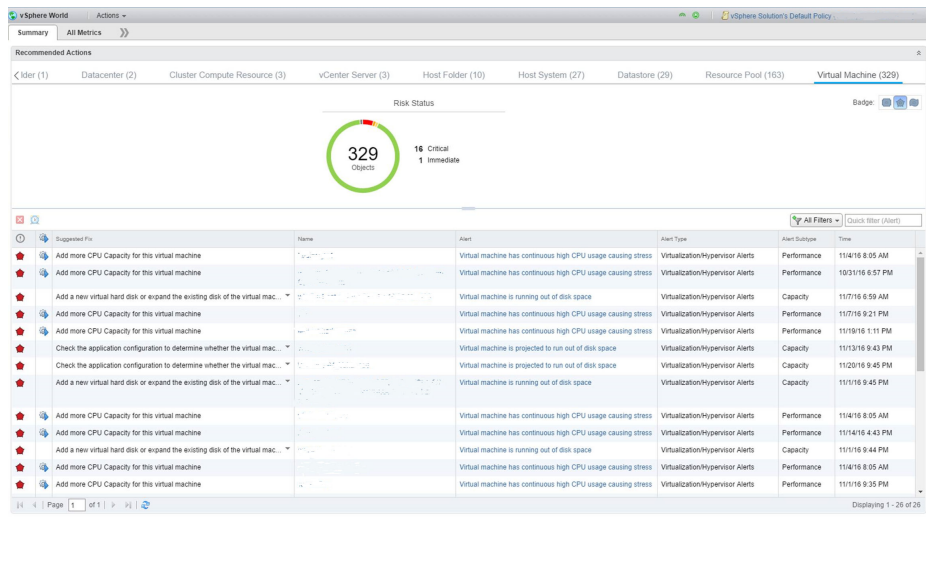 vSphere World Actions vSphere Solution's Default Policy
Summary All Metrics
Recommended Actions
lder (1) Datacenter (2) Cluster Compute Resource (3) vCenter Server (3) Host Folder (10) Host System (27) Datastore (29) Resource Pool (163) Virtual Machine (329)
Risk Status Badge:
329 Objects
16 Critical
1 Immediate
All Filters Quick filter (Alert)
Suggested Fix Name Alert Alert Type Alert Subtype Time
Add more CPU Capacity for this virtual machine Virtual machine has continuous high CPU usage causing stress Virtualization/Hypervisor Alerts Performance 11/4/16 8:05 AM
Add more CPU Capacity for this virtual machine Virtual machine has continuous high CPU usage causing stress Virtualization/Hypervisor Alerts Performance 10/31/16 6:57 PM
Add a new virtual hard disk or expand the existing disk of the virtual mac... Virtual machine is running out of disk space Virtualization/Hypervisor Alerts Capacity 11/7/16 6:59 AM
Add more CPU Capacity for this virtual machine Virtual machine has continuous high CPU usage causing stress Virtualization/Hypervisor Alerts Performance 11/7/16 9:21 PM
Add more CPU Capacity for this virtual machine Virtual machine has continuous high CPU usage causing stress Virtualization/Hypervisor Alerts Performance 11/19/16 1:11 PM
Check the application configuration to determine whether the virtual mac... Virtual machine is projected to run out of disk space Virtualization/Hypervisor Alerts Capacity 11/13/16 9:43 PM
Check the application configuration to determine whether the virtual mac... Virtual machine is projected to run out of disk space Virtualization/Hypervisor Alerts Capacity 11/20/16 9:45 PM
Add a new virtual hard disk or expand the existing disk of the virtual mac... Virtual machine is running out of disk space Virtualization/Hypervisor Alerts Capacity 11/1/16 9:45 PM
Add more CPU Capacity for this virtual machine Virtual machine has continuous high CPU usage causing stress Virtualization/Hypervisor Alerts Performance 11/4/16 8:05 AM
Add more CPU Capacity for this virtual machine Virtual machine has continuous high CPU usage causing stress Virtualization/Hypervisor Alerts Performance 11/14/16 4:43 PM
Add a new virtual hard disk or expand the existing disk of the virtual mac... Virtual machine is running out of disk space Virtualization/Hypervisor Alerts Capacity 11/1/16 9:44 PM
Add more CPU Capacity for this virtual machine Virtual machine has continuous high CPU usage causing stress Virtualization/Hypervisor Alerts Performance 11/4/16 8:05 AM
Add more CPU Capacity for this virtual machine Virtual machine has continuous high CPU usage causing stress Virtualization/Hypervisor Alerts Performance 11/1/16 9:35 PM
Page 1 of 1 Displaying 1 - 26 of 26